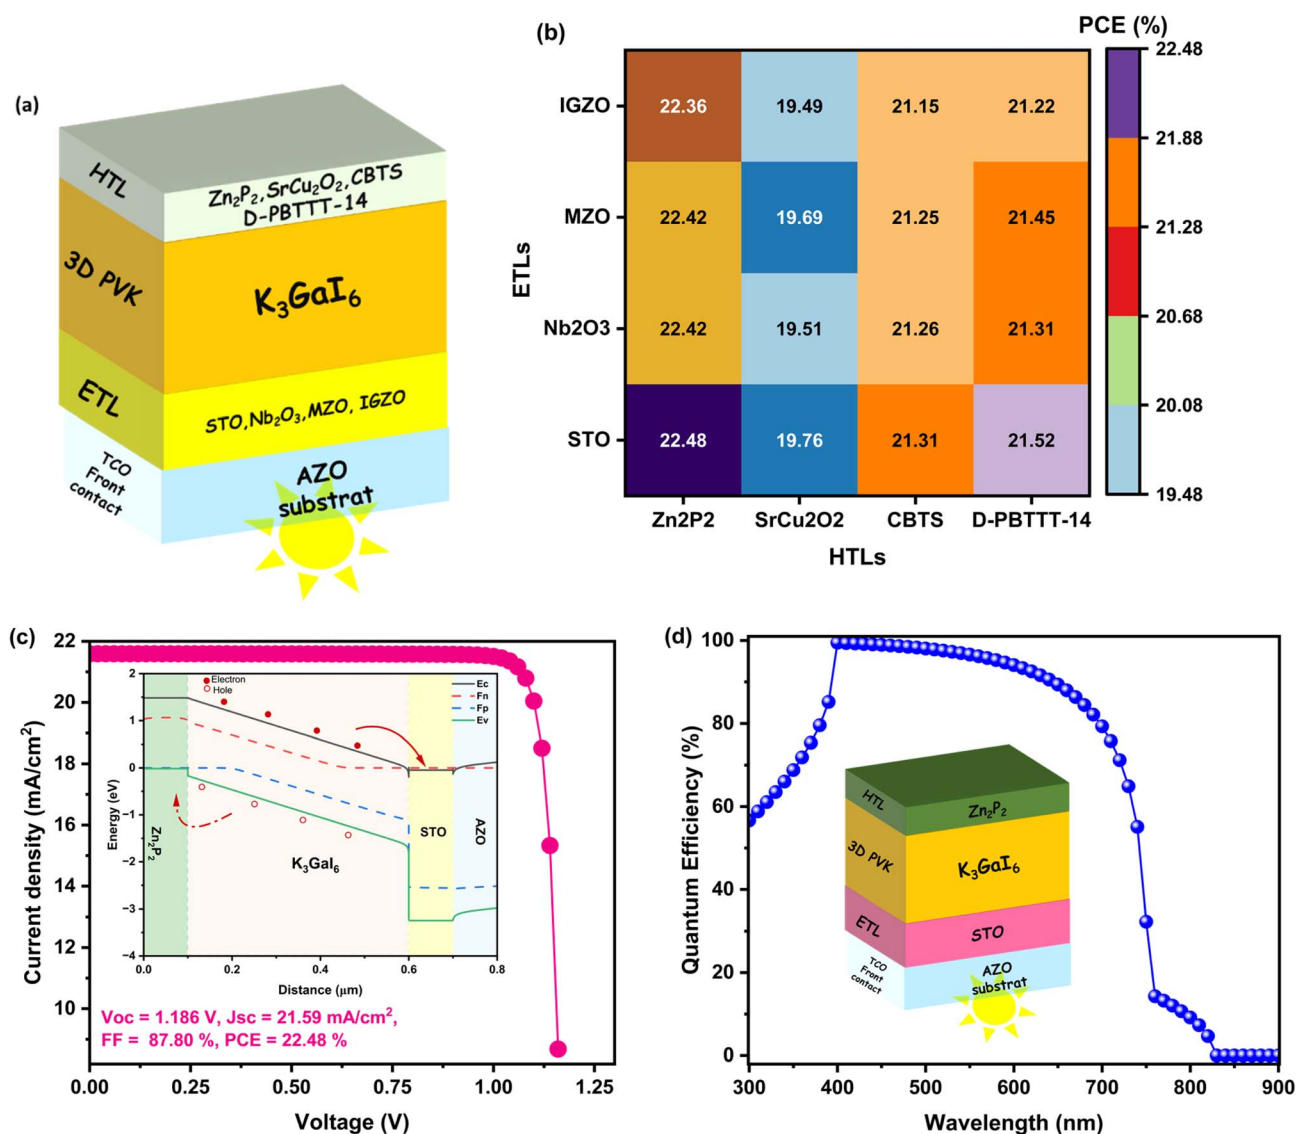 (a)
HTL
Zn₂P₂,SrCu₂O₂,CBTS
D-PBTTT-14
3D PVK
K₃GaI₆
ETL
STO,Nb₂O₃,MZO, IGZO
TCO
Front
contact
AZO
substrat
(b)
PCE (%)
ETLs
IGZO
22.36
19.49
21.15
21.22
MZO
22.42
19.69
21.25
21.45
Nb2O3
22.42
19.51
21.26
21.31
STO
22.48
19.76
21.31
21.52
Zn2P2
SrCu2O2
CBTS
D-PBTTT-14
HTLs
22.48
21.88
21.28
20.68
20.08
19.48
(c)
Current density (mA/cm²)
22
20
18
16
14
12
10
0.00
0.25
0.50
0.75
1.00
1.25
Voltage (V)
Energy (eV)
2
1
0
−1
−2
−3
−4
0.0
0.2
0.4
0.6
0.8
Distance (μm)
Electron
Hole
Ec
Fn
Fp
Ev
Zn₂P₂
K₃GaI₆
STO
AZO
Voc = 1.186 V, Jsc = 21.59 mA/cm²,
FF = 87.80 %, PCE = 22.48 %
(d)
Quantum Efficiency (%)
100
80
60
40
20
0
300
400
500
600
700
800
900
Wavelength (nm)
HTL
Zn₂P₂
3D PVK
K₃GaI₆
ETL
STO
TCO
Front
contact
AZO
substrat